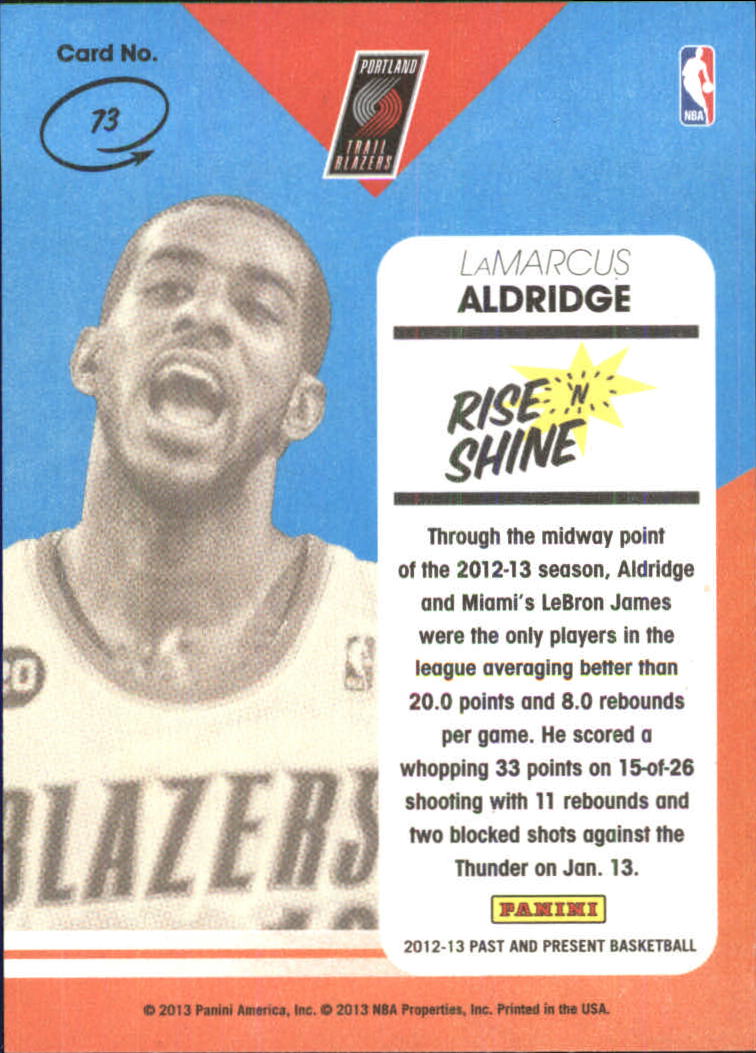 Card No.
73
PORTLAND
TRAIL
BLAZERS
NBA
LAMARCUS
ALDRIDGE
RISE 'N
SHINE
Through the midway point
of the 2012-13 season, Aldridge
and Miami's LeBron James
were the only players in the
league averaging better than
20.0 points and 8.0 rebounds
per game. He scored a
whopping 33 points on 15-of-26
shooting with 11 rebounds and
two blocked shots against the
Thunder on Jan. 13.
BLAZERS
PANINI
2012-13 PAST AND PRESENT BASKETBALL
© 2013 Panini America, Inc. © 2013 NBA Properties, Inc. Printed in the USA.